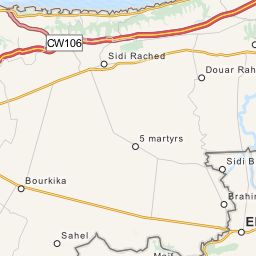 CW106
Sidi Rached
Douar Rah
5 martyrs
Sidi B
Bourkika
Brahim
El
Sahel